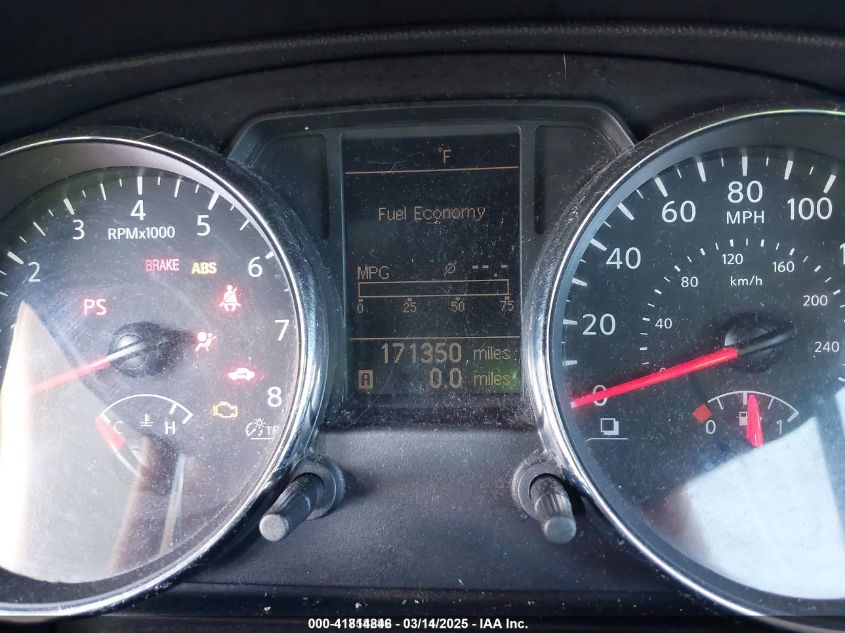 °F
Fuel Economy
MPG ø --.-
0 25 50 75
171350 miles
A 0.0 miles
2 3 4 5 6 7 8
RPMx1000
BRAKE ABS
PS
C H
20 40 60 80 100
MPH
40 80 120 160 200 240
km/h
0
0 1
000-41814846 - 03/14/2025 - IAA Inc.